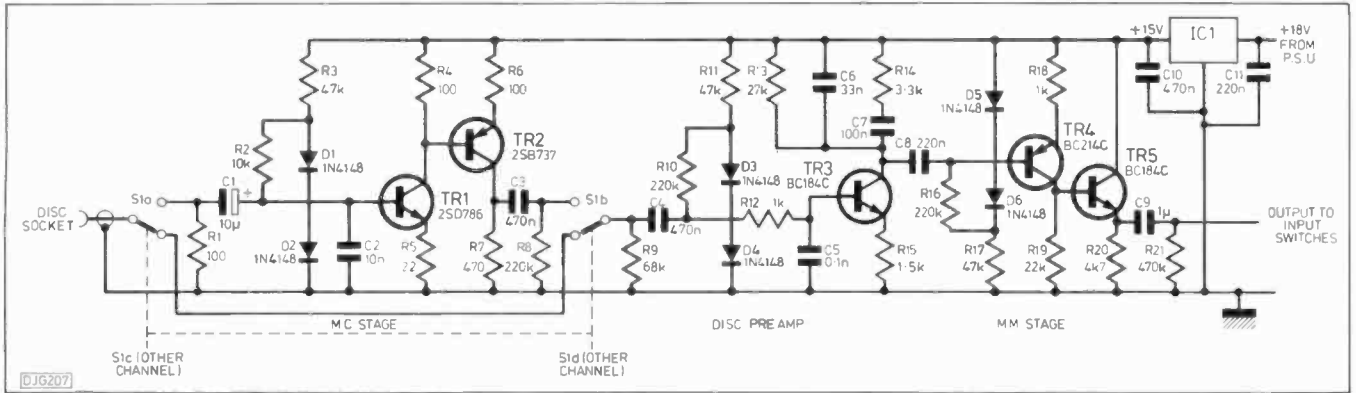 +15V
IC1
+18V
FROM
P.S.U
R3
47k
R4
100
R6
100
R11
47k
R13
27k
C6
33n
R14
3·3k
D5
1N4148
R18
1k
C10
470n
C11
220n
TR2
2SB737
C7
100n
TR4
BC214C
R2
10k
D1
1N4148
R10
220k
D3
1N4148
TR3
BC184C
C8 220n
TR5
BC184C
S1a
C1
+
10µ
TR1
2SD786
C3
470n
S1b
C4
470n
R12
1k
R16
220k
D6
1N4148
C9
1µ
DISC
SOCKET
OUTPUT TO
INPUT
SWITCHES
R1
100
D2
1N4148
C2
10n
R5
22
R7
470
R8
220k
R9
68k
D4
1N4148
C5
0·1n
R15
1·5k
R17
47k
R19
22k
R20
4k7
R21
470k
MC STAGE
DISC PREAMP
MM STAGE
S1c (OTHER
CHANNEL)
S1d (OTHER
CHANNEL)
DJG207